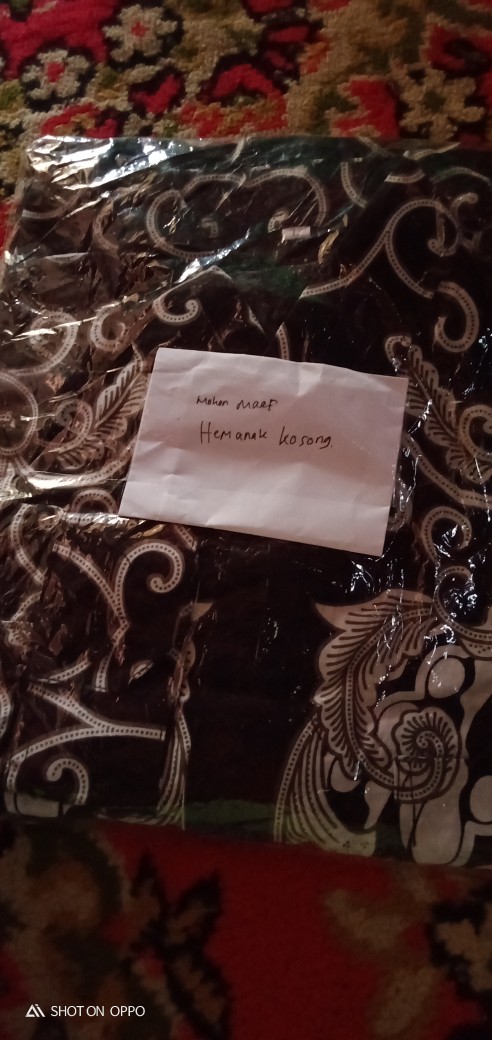 Mohon maaf
Hemanak kosong.
SHOT ON OPPO